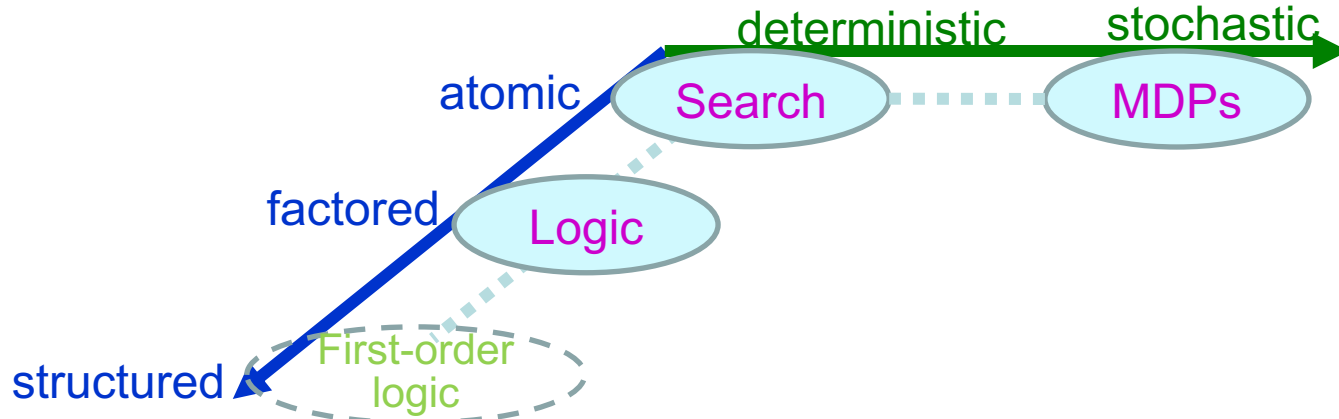 deterministic
stochastic
atomic
Search
MDPs
factored
Logic
First-order
logic
structured